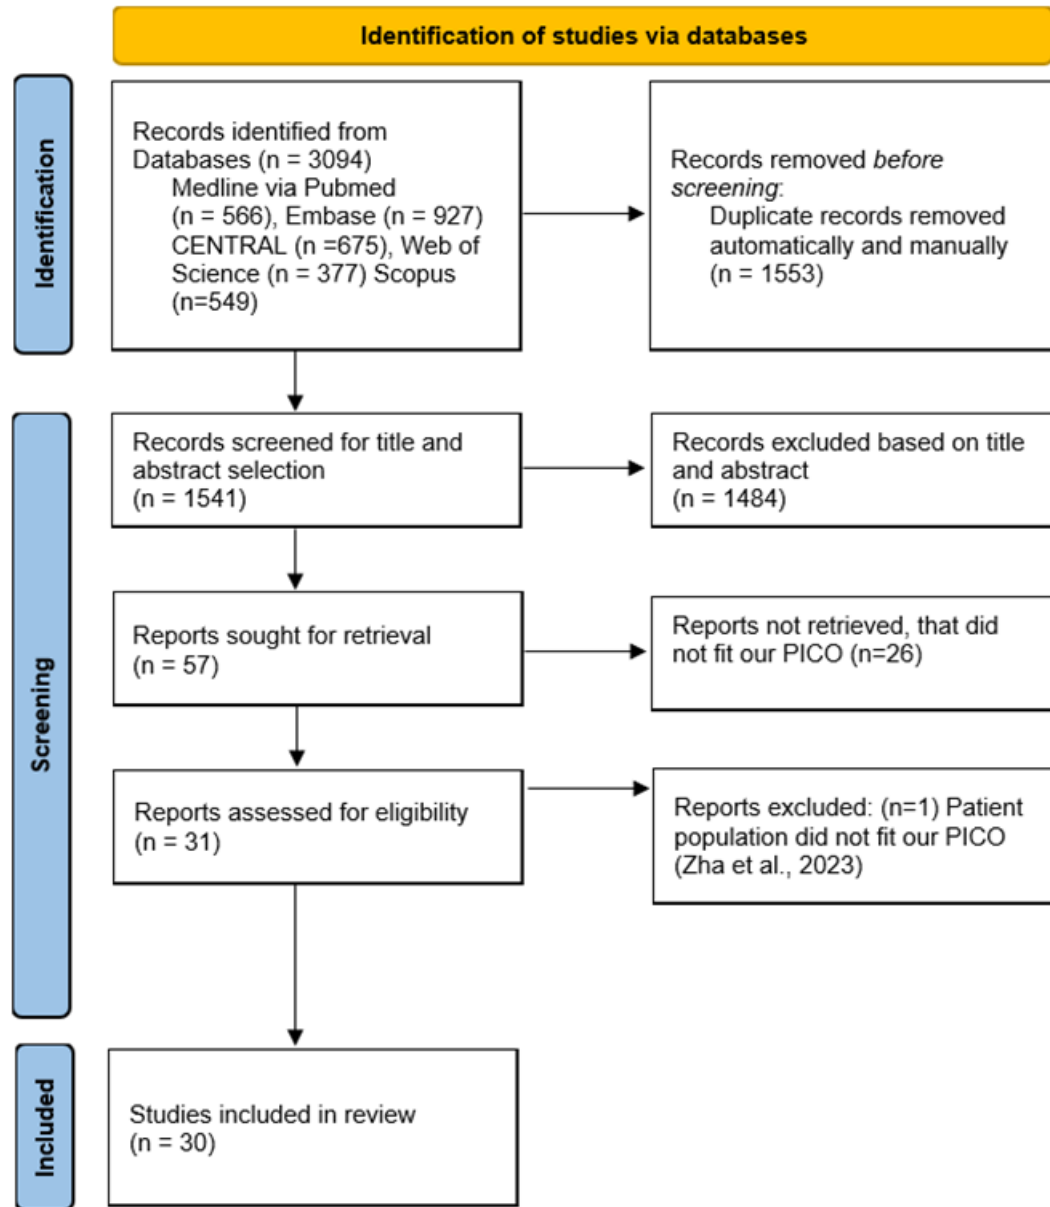 Identification of studies via databases
Identification
Records identified from
Databases (n = 3094)
Medline via Pubmed
(n = 566), Embase (n = 927)
CENTRAL (n =675), Web of
Science (n = 377) Scopus
(n=549)
Records removed before
screening:
Duplicate records removed
automatically and manually
(n = 1553)
Screening
Records screened for title and
abstract selection
(n = 1541)
Records excluded based on title
and abstract
(n = 1484)
Reports sought for retrieval
(n = 57)
Reports not retrieved, that did
not fit our PICO (n=26)
Reports assessed for eligibility
(n = 31)
Reports excluded: (n=1) Patient
population did not fit our PICO
(Zha et al., 2023)
Included
Studies included in review
(n = 30)